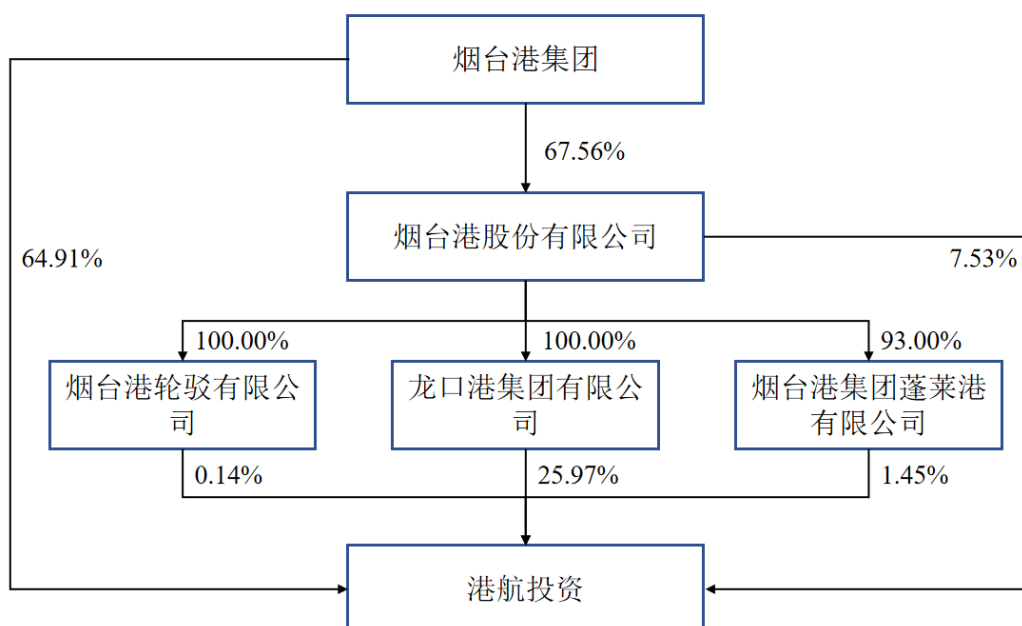 烟台港集团
67.56%
烟台港股份有限公司
64.91%
7.53%
100.00%
100.00%
93.00%
烟台港轮驳有限公
司
龙口港集团有限公
司
烟台港集团蓬莱港
有限公司
0.14%
25.97%
1.45%
港航投资